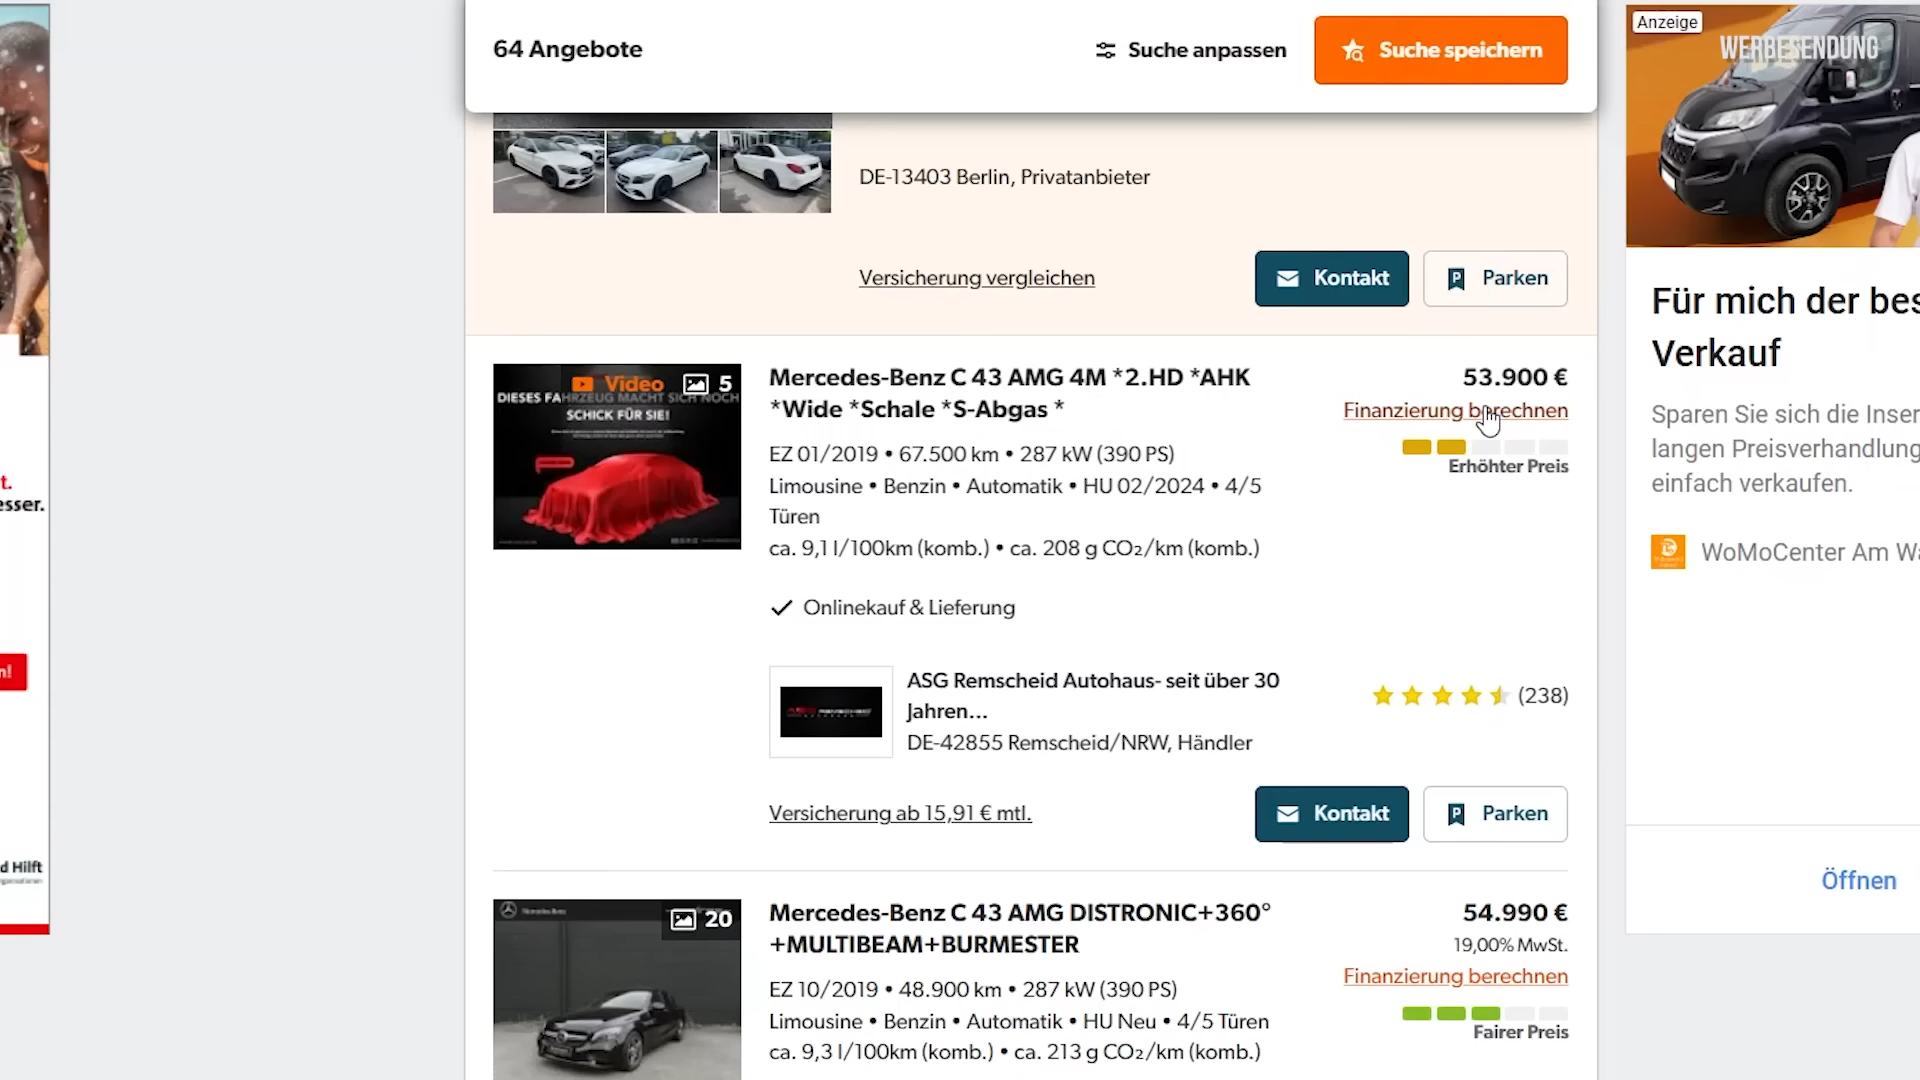 64 Angebote
Suche anpassen
Suche speichern
DE-13403 Berlin, Privatanbieter
Versicherung vergleichen
Kontakt
Parken
Video
5
DIESES FAHRZEUG MACHT SICH NOCH
SCHICK FÜR SIE!
Mercedes-Benz C 43 AMG 4M *2.HD *AHK
*Wide *Schale *S-Abgas *
53.900 €
Finanzierung berechnen
Erhöhter Preis
EZ 01/2019 • 67.500 km • 287 kW (390 PS)
Limousine • Benzin • Automatik • HU 02/2024 • 4/5
Türen
ca. 9,1 l/100km (komb.) • ca. 208 g CO₂/km (komb.)
Onlinekauf & Lieferung
ASG Remscheid Autohaus- seit über 30
Jahren...
DE-42855 Remscheid/NRW, Händler
(238)
Versicherung ab 15,91 € mtl.
Kontakt
Parken
20
Mercedes-Benz C 43 AMG DISTRONIC+360°
+MULTIBEAM+BURMESTER
54.990 €
19,00% MwSt.
Finanzierung berechnen
Fairer Preis
EZ 10/2019 • 48.900 km • 287 kW (390 PS)
Limousine • Benzin • Automatik • HU Neu • 4/5 Türen
ca. 9,3 l/100km (komb.) • ca. 213 g CO₂/km (komb.)
Anzeige
WERBESENDUNG
Für mich der bes
Verkauf
Sparen Sie sich die Inser
langen Preisverhandlung
einfach verkaufen.
WoMoCenter Am Wa
Öffnen
t.
esser.
n!
d Hilft